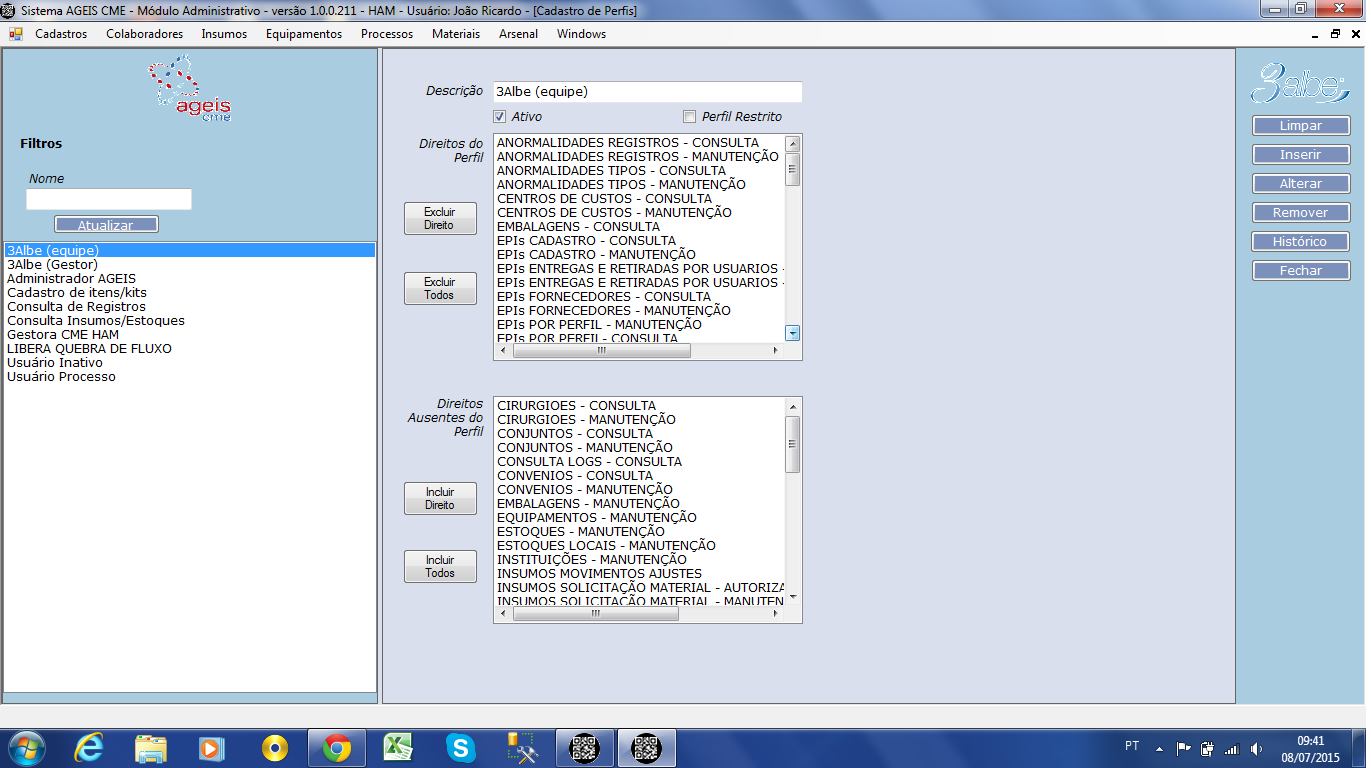 Sistema AGEIS CME - Módulo Administrativo - versão 1.0.0.211 - HAM - Usuário: João Ricardo - [Cadastro de Perfis]
Cadastros Colaboradores Insumos Equipamentos Processos Materiais Arsenal Windows
ageis
cme
Filtros
Nome
Atualizar
3Albe (equipe)
3Albe (Gestor)
Administrador AGEIS
Cadastro de itens/kits
Consulta de Registros
Consulta Insumos/Estoques
Gestora CME HAM
LIBERA QUEBRA DE FLUXO
Usuário Inativo
Usuário Processo
Descrição 3Albe (equipe)
Ativo Perfil Restrito
Direitos do
Perfil
Excluir
Direito
Excluir
Todos
ANORMALIDADES REGISTROS - CONSULTA
ANORMALIDADES REGISTROS - MANUTENÇÃO
ANORMALIDADES TIPOS - CONSULTA
ANORMALIDADES TIPOS - MANUTENÇÃO
CENTROS DE CUSTOS - CONSULTA
CENTROS DE CUSTOS - MANUTENÇÃO
EMBALAGENS - CONSULTA
EPIs CADASTRO - CONSULTA
EPIs CADASTRO - MANUTENÇÃO
EPIs ENTREGAS E RETIRADAS POR USUARIOS -
EPIs ENTREGAS E RETIRADAS POR USUARIOS -
EPIs FORNECEDORES - CONSULTA
EPIs FORNECEDORES - MANUTENÇÃO
EPIs POR PERFIL - MANUTENÇÃO
EPIs POR PERFIL - CONSULTA
Direitos
Ausentes do
Perfil
Incluir
Direito
Incluir
Todos
CIRURGIOES - CONSULTA
CIRURGIOES - MANUTENÇÃO
CONJUNTOS - CONSULTA
CONJUNTOS - MANUTENÇÃO
CONSULTA LOGS - CONSULTA
CONVENIOS - CONSULTA
CONVENIOS - MANUTENÇÃO
EMBALAGENS - MANUTENÇÃO
EQUIPAMENTOS - MANUTENÇÃO
ESTOQUES - MANUTENÇÃO
ESTOQUES LOCAIS - MANUTENÇÃO
INSTITUIÇÕES - MANUTENÇÃO
INSUMOS MOVIMENTOS AJUSTES
INSUMOS SOLICITAÇÃO MATERIAL - AUTORIZA
INSUMOS SOLICITAÇÃO MATERIAL - MANUTEN
3albe
Limpar
Inserir
Alterar
Remover
Histórico
Fechar
PT
09:41
08/07/2015